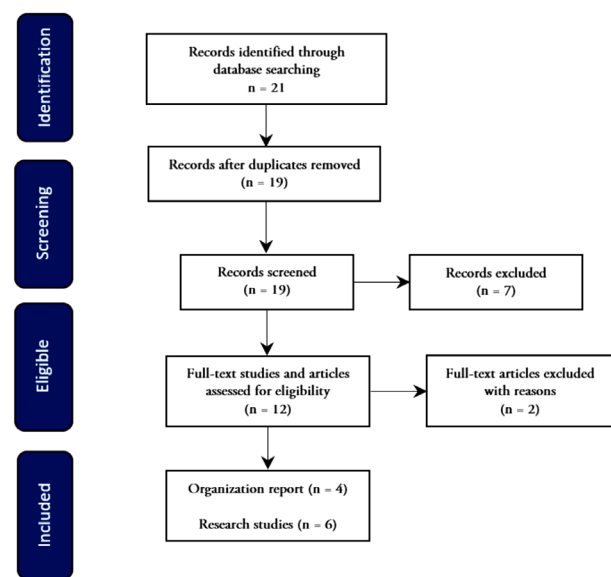 Identification
Records identified through
database searching
n = 21
Records after duplicates removed
(n = 19)
Screening
Records screened
(n = 19)
Records excluded
(n = 7)
Eligible
Full-text studies and articles
assessed for eligibility
(n = 12)
Full-text articles excluded
with reasons
(n = 2)
Included
Organization report (n = 4)
Research studies (n = 6)